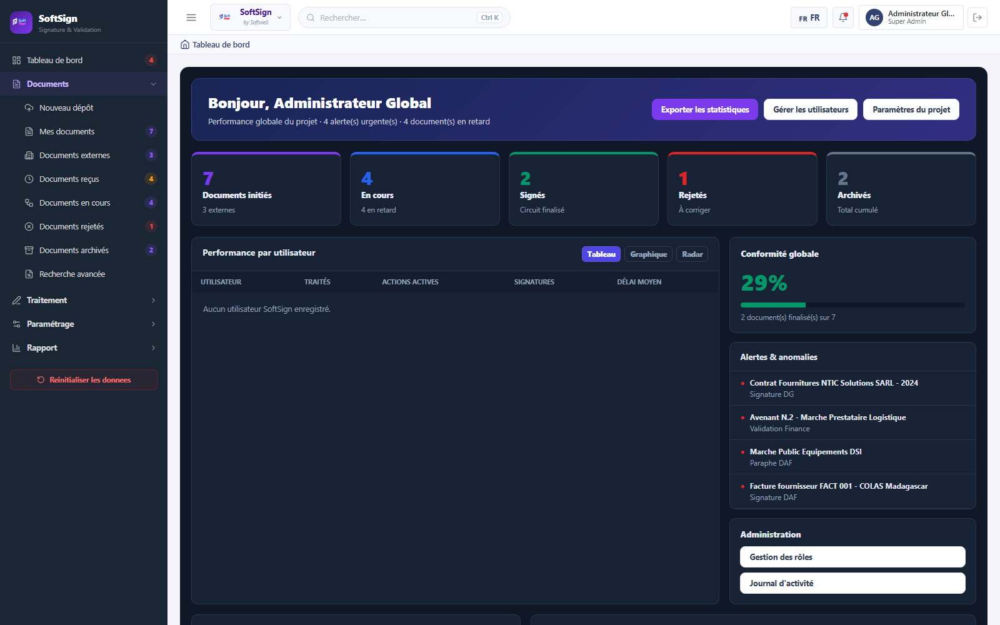 SoftSign
Signature & Validation
Tableau de bord
4
Documents
Nouveau dépôt
Mes documents
7
Documents externes
3
Documents reçus
4
Documents en cours
4
Documents rejetés
1
Documents archivés
2
Recherche avancée
Traitement
Paramétrage
Rapport
Reinitialiser les donnees
Soft
Sign
SoftSign
by Softwell
Rechercher...
Ctrl K
FR FR
AG
Administrateur Gl...
Super Admin
Tableau de bord
Bonjour, Administrateur Global
Performance globale du projet · 4 alerte(s) urgente(s) · 4 document(s) en retard
Exporter les statistiques
Gérer les utilisateurs
Paramètres du projet
7
Documents initiés
3 externes
4
En cours
4 en retard
2
Signés
Circuit finalisé
1
Rejetés
À corriger
2
Archivés
Total cumulé
Performance par utilisateur
Tableau
Graphique
Radar
UTILISATEUR
TRAITÉS
ACTIONS ACTIVES
SIGNATURES
DÉLAI MOYEN
Aucun utilisateur SoftSign enregistré.
Conformité globale
29%
2 document(s) finalisé(s) sur 7
Alertes & anomalies
Contrat Fournitures NTIC Solutions SARL - 2024
Signature DG
Avenant N.2 - Marche Prestataire Logistique
Validation Finance
Marche Public Equipements DSI
Paraphe DAF
Facture fournisseur FACT 001 - COLAS Madagascar
Signature DAF
Administration
Gestion des rôles
Journal d'activité